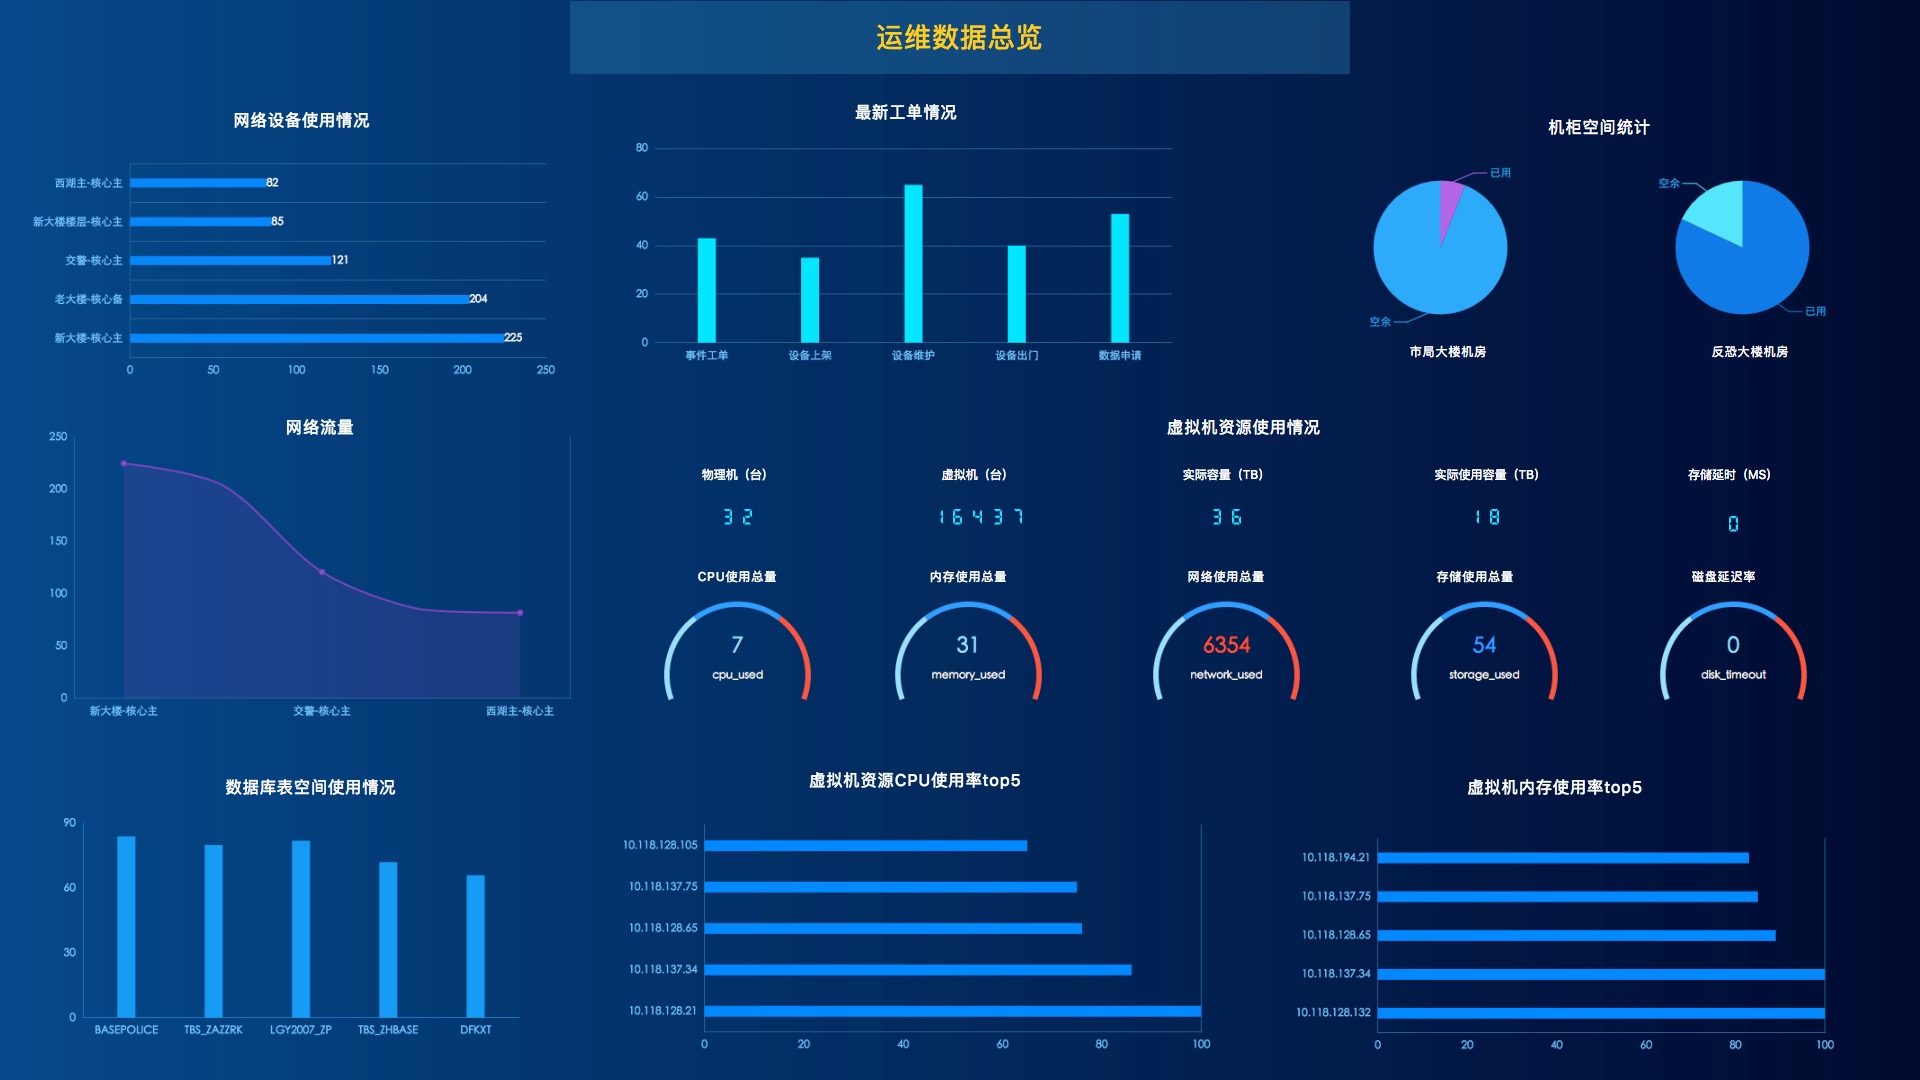 运维数据总览
网络设备使用情况
西湖主-核心主
82
新大楼楼层-核心主
85
交警-核心主
121
老大楼-核心备
204
新大楼-核心主
225
0 50 100 150 200 250
最新工单情况
80
60
40
20
0
事件工单 设备上架 设备维护 设备出门 数据申请
机柜空间统计
已用
空余
市局大楼机房
空余
已用
反恐大楼机房
网络流量
250
200
150
100
50
0
新大楼-核心主 交警-核心主 西湖主-核心主
虚拟机资源使用情况
物理机（台） 虚拟机（台） 实际容量（TB） 实际使用容量（TB） 存储延时（MS）
32 16437 36 18 0
CPU使用总量 内存使用总量 网络使用总量 存储使用总量 磁盘延迟率
7 31 6354 54 0
cpu_used memory_used network_used storage_used disk_timeout
数据库表空间使用情况
90
60
30
0
BASEPOLICE TBS_ZAZZRK LGY2007_ZP TBS_ZHBASE DFKXT
虚拟机资源CPU使用率top5
10.118.128.105
10.118.137.75
10.118.128.65
10.118.137.34
10.118.128.21
0 20 40 60 80 100
虚拟机内存使用率top5
10.118.194.21
10.118.137.75
10.118.128.65
10.118.137.34
10.118.128.132
0 20 40 60 80 100